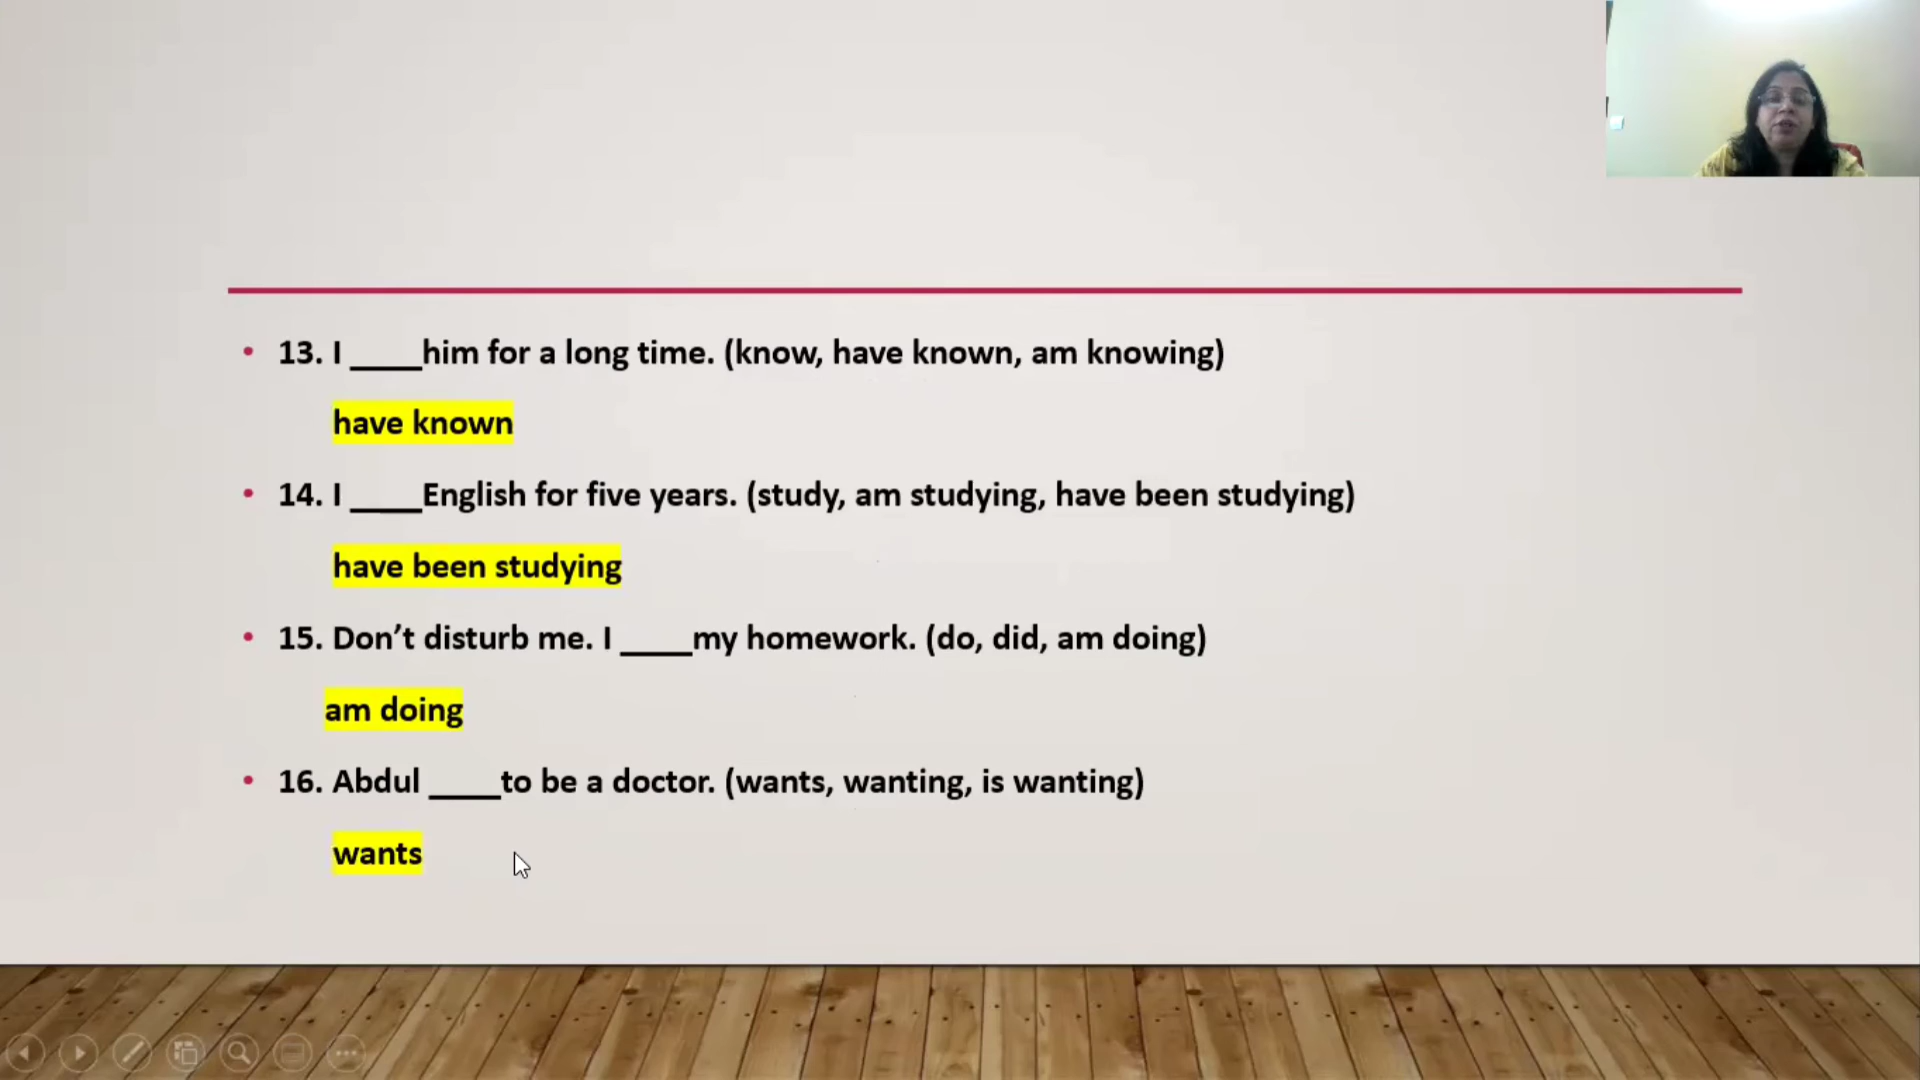 • 13. I ____him for a long time. (know, have known, am knowing)
have known
• 14. I ____English for five years. (study, am studying, have been studying)
have been studying
• 15. Don’t disturb me. I ____my homework. (do, did, am doing)
am doing
• 16. Abdul ____to be a doctor. (wants, wanting, is wanting)
wants